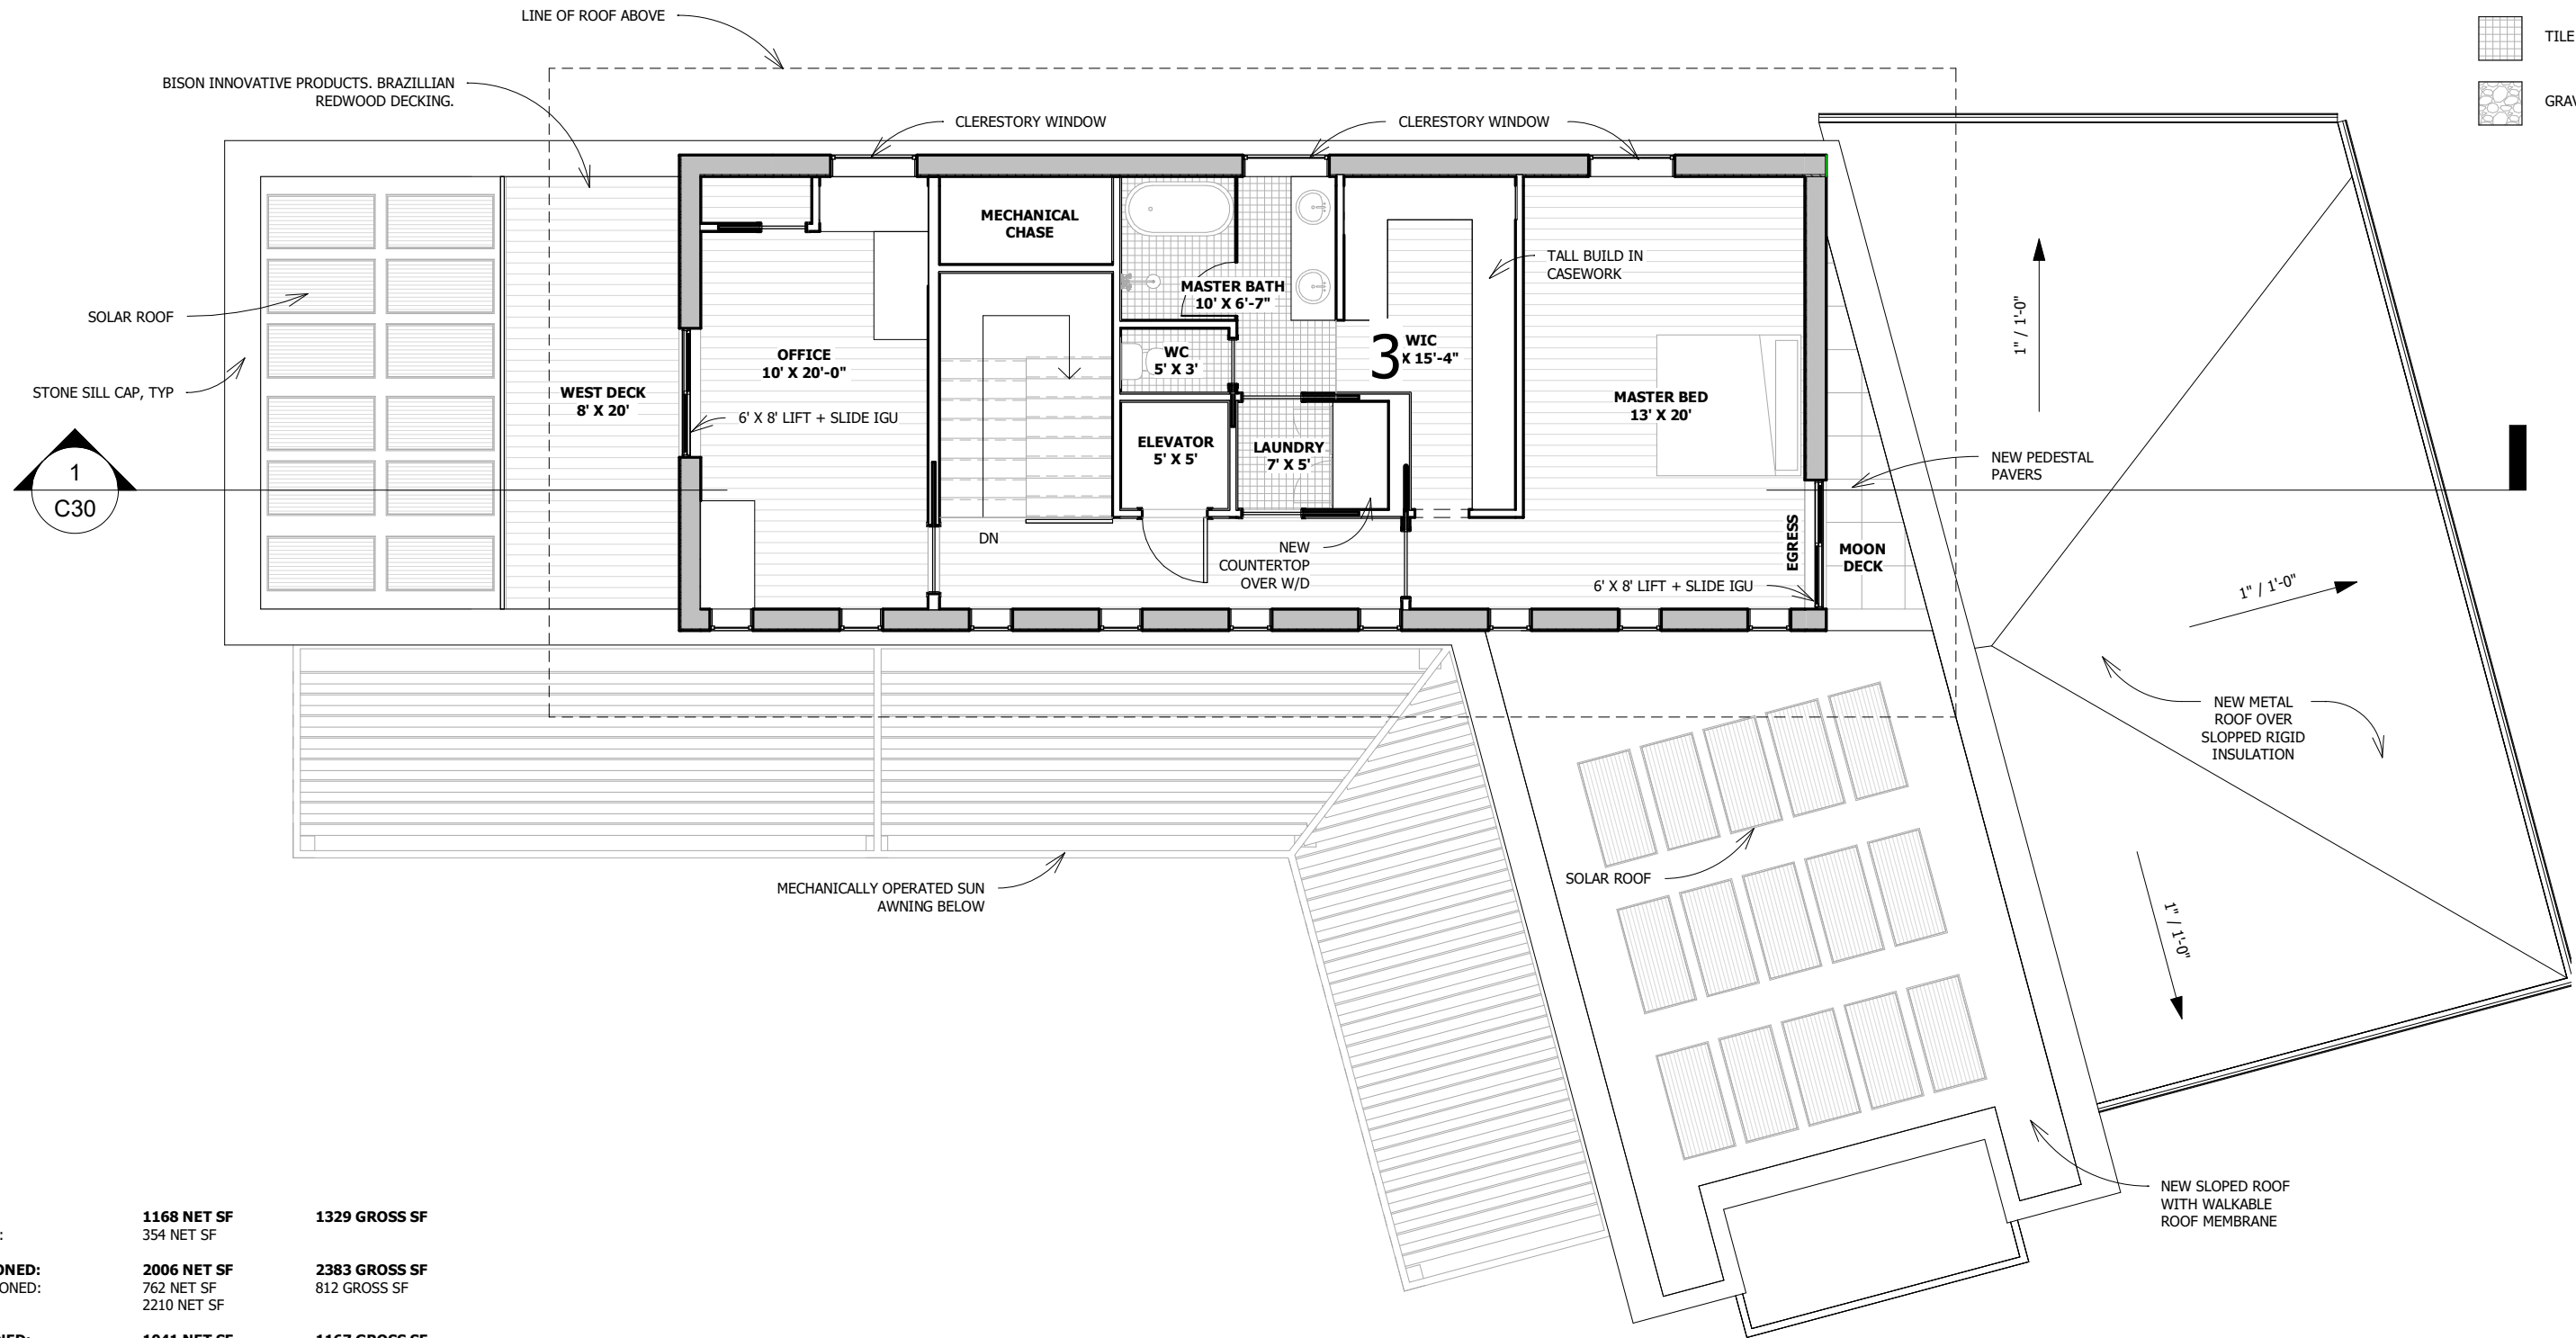 LINE OF ROOF ABOVE
TILE
BISON INNOVATIVE PRODUCTS. BRAZILLIAN
REDWOOD DECKING.
CLERESTORY WINDOW
CLERESTORY WINDOW
MECHANICAL
CHASE
TALL BUILD IN
CASEWORK
MASTER BATH
10' X 6'-7"
SOLAR ROOF
1" / 1'-0"
OFFICE
10' X 20'-0"
WC
5' X 3'
3
WIC
X 15'-4"
STONE SILL CAP, TYP
WEST DECK
8' X 20'
MASTER BED
13' X 20'
6' X 8' LIFT + SLIDE IGU
ELEVATOR
5' X 5'
LAUNDRY
7' X 5'
1
C30
NEW PEDESTAL
PAVERS
DN
NEW
COUNTERTOP
OVER W/D
EGRESS
MOON
DECK
6' X 8' LIFT + SLIDE IGU
1" / 1'-0"
NEW METAL
ROOF OVER
SLOPPED RIGID
INSULATION
SOLAR ROOF
MECHANICALLY OPERATED SUN
AWNING BELOW
1" / 1'-0"
NEW SLOPED ROOF
WITH WALKABLE
ROOF MEMBRANE
1168 NET SF 1329 GROSS SF
: 354 NET SF
ONED: 2006 NET SF 2383 GROSS SF
ONED: 762 NET SF 812 GROSS SF
2210 NET SF